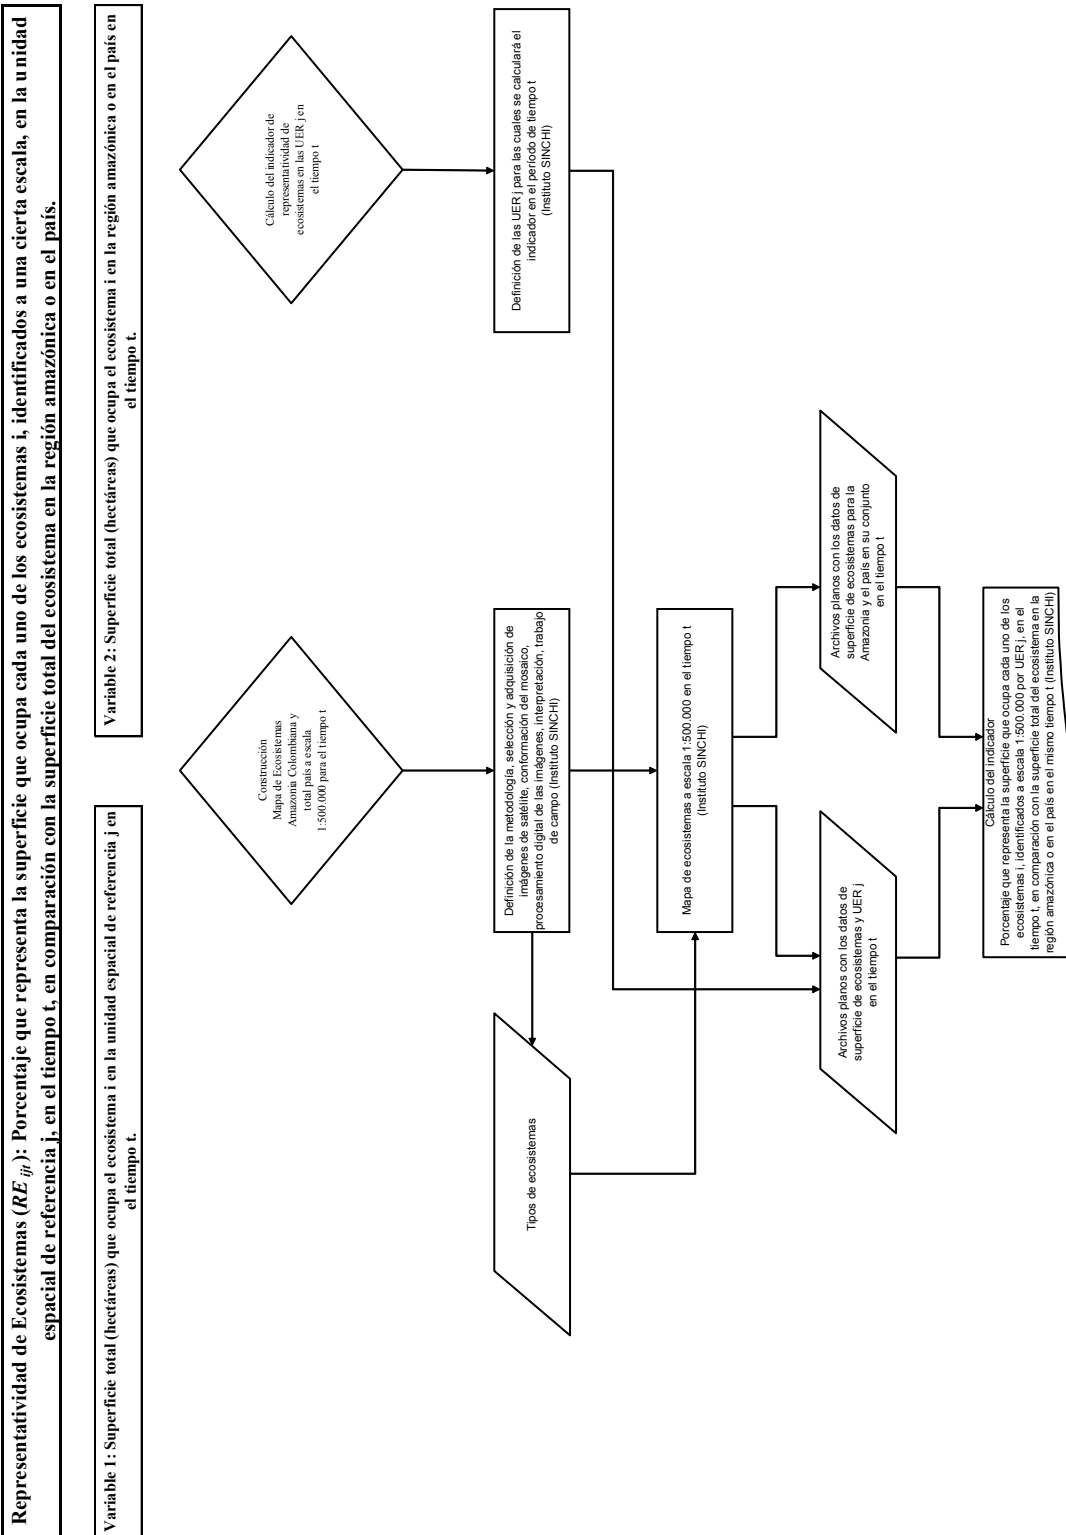 Representatividad de Ecosistemas (RE ijt): Porcentaje que representa la superficie que ocupa cada uno de los ecosistemas i, identificados a una cierta escala, en la unidad
espacial de referencia j, en el tiempo t, en comparación con la superficie total del ecosistema en la región amazónica o en el país.
Variable 1: Superficie total (hectáreas) que ocupa el ecosistema i en la unidad espacial de referencia j en
el tiempo t.
Variable 2: Superficie total (hectáreas) que ocupa el ecosistema i en la región amazónica o en el país en
el tiempo t.
Construcción
Mapa de Ecosistemas
Amazonia Colombiana y
total país a escala
1:500.000 para el tiempo t
Cálculo del indicador de
representatividad de
ecosistemas en las UER j en
el tiempo t
Tipos de ecosistemas
Definición de la metodología, selección y adquisición de
imágenes de satélite, conformación del mosaico,
procesamiento digital de las imágenes, interpretación, trabajo
de campo (Instituto SINCHI)
Definición de las UER j para las cuales se calculará el
indicador en el período de tiempo t
(Instituto SINCHI)
Mapa de ecosistemas a escala 1:500.000 en el tiempo t
(Instituto SINCHI)
Archivos planos con los datos de
superficie de ecosistemas y UER j
en el tiempo t
Archivos planos con los datos de
superficie de ecosistemas para la
Amazonia y el país en su conjunto
en el tiempo t
Cálculo del indicador
Porcentaje que representa la superficie que ocupa cada uno de los
ecosistemas i, identificados a escala 1:500.000 por UER j, en el
tiempo t, en comparación con la superficie total del ecosistema en la
región amazónica o en el país en el mismo tiempo t (Instituto SINCHI)